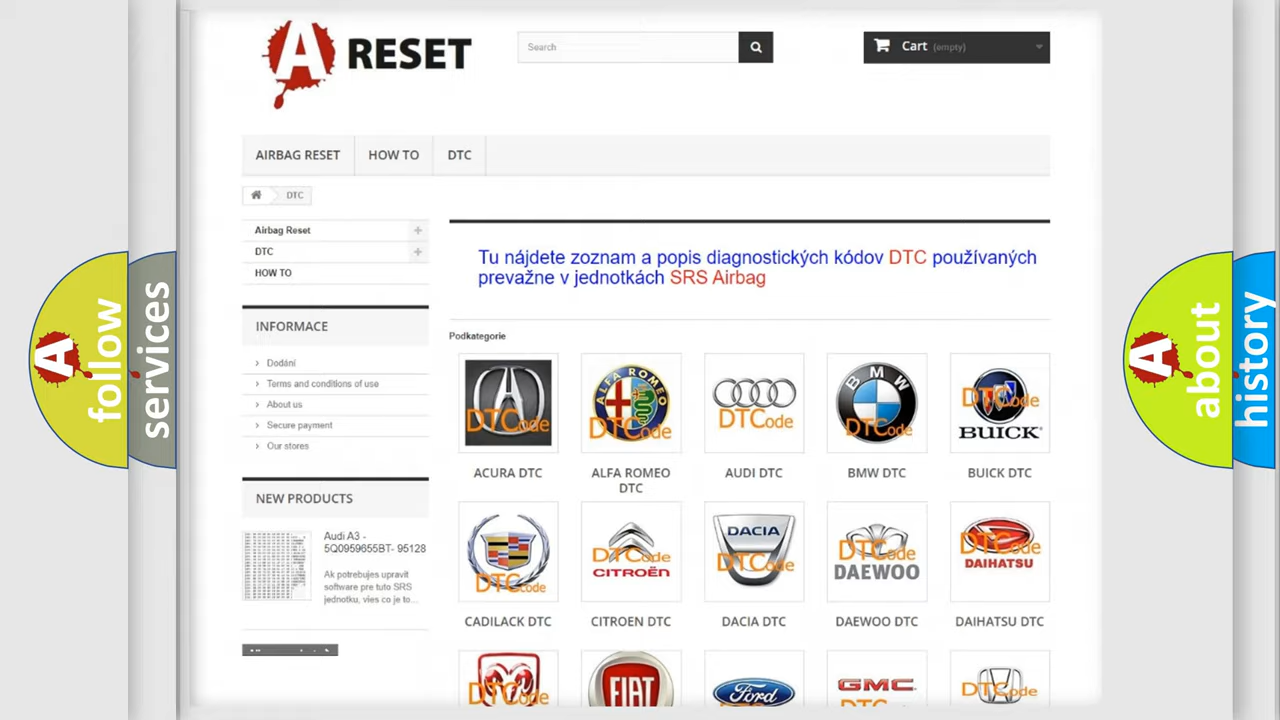 A RESET
Search
Cart (empty)
AIRBAG RESET
HOW TO
DTC
DTC
Airbag Reset
DTC
HOW TO
INFORMACE
Dodání
Terms and conditions of use
About us
Secure payment
Our stores
NEW PRODUCTS
Audi A3 -
5Q0959655BT- 95128
Ak potrebujes upravit
software pre tuto SRS
jednotku, vies co je to...
Tu nájdete zoznam a popis diagnostických kódov DTC používaných
prevažne v jednotkách SRS Airbag
Podkategorie
DTCode
ALFA ROMEO
DTCode
DTCode
BMW
DTCode
DTCode
BUICK
ACURA DTC
ALFA ROMEO
DTC
AUDI DTC
BMW DTC
BUICK DTC
DTCode
DTCode
CITROËN
DACIA
DTCode
DTCode
DAEWOO
DTCode
DAIHATSU
CADILACK DTC
CITROEN DTC
DACIA DTC
DAEWOO DTC
DAIHATSU DTC
DTCode
FIAT
Ford
GMC
DTCode
A follow
services
A about
history